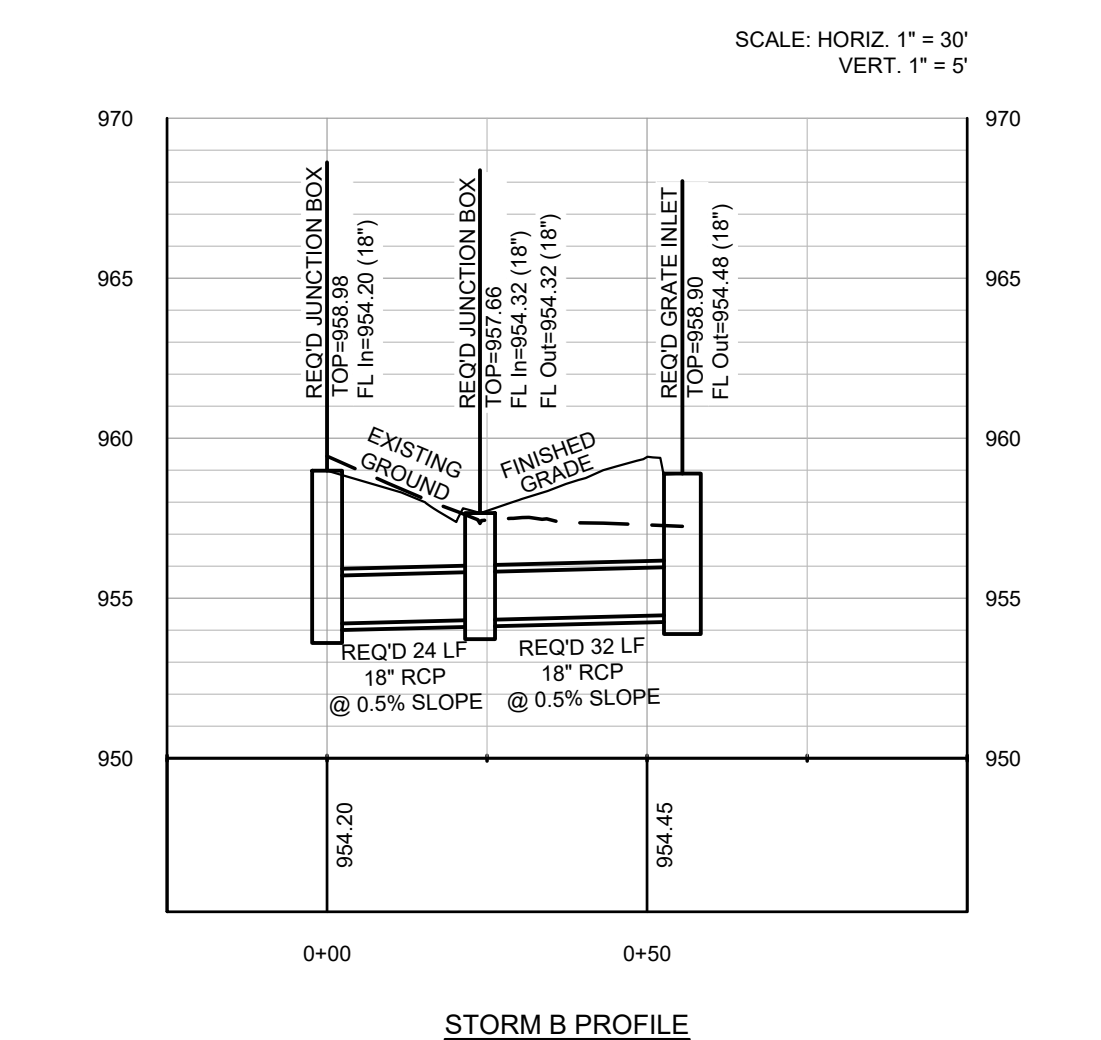 SCALE: HORIZ. 1" = 30'
VERT. 1" = 5'
970
970
REQ'D JUNCTION BOX
TOP=958.98
FL In=954.20 (18")
REQ'D JUNCTION BOX
TOP=957.66
FL In=954.32 (18")
FL Out=954.32 (18")
REQ'D GRATE INLET
TOP=958.90
FL Out=954.48 (18")
965
965
960
960
EXISTING
GROUND
FINISHED
GRADE
955
955
REQ'D 24 LF
18" RCP
@ 0.5% SLOPE
REQ'D 32 LF
18" RCP
@ 0.5% SLOPE
950
950
954.20
954.45
0+00
0+50
STORM B PROFILE